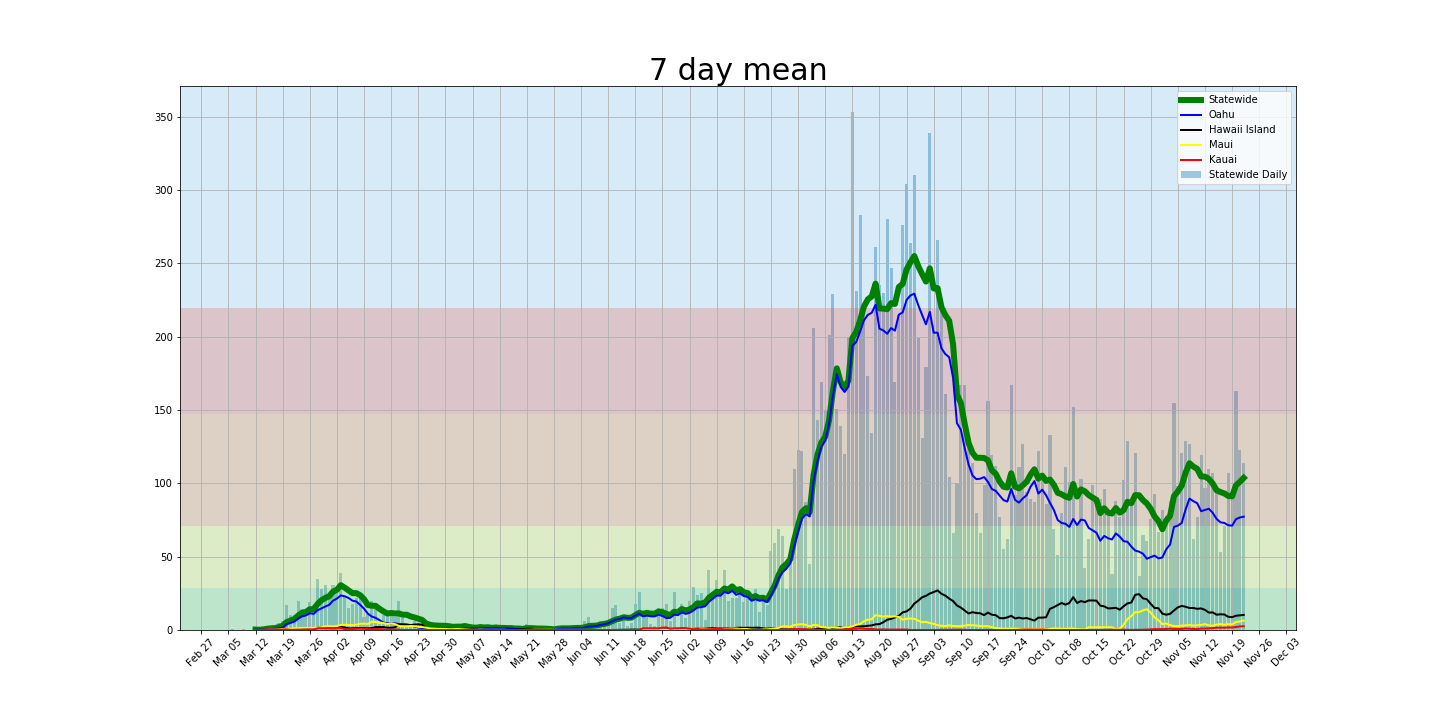 7 day mean
350
300
250
200
150
100
50
0
Statewide
Oahu
Hawaii Island
Maui
Kauai
Statewide Daily
Feb 27
Mar 05
Mar 12
Mar 19
Mar 26
Apr 02
Apr 09
Apr 16
Apr 23
Apr 30
May 07
May 14
May 21
May 28
Jun 04
Jun 11
Jun 18
Jun 25
Jul 02
Jul 09
Jul 16
Jul 23
Jul 30
Aug 06
Aug 13
Aug 20
Aug 27
Sep 03
Sep 10
Sep 17
Sep 24
Oct 01
Oct 08
Oct 15
Oct 22
Oct 29
Nov 05
Nov 12
Nov 19
Nov 26
Dec 03